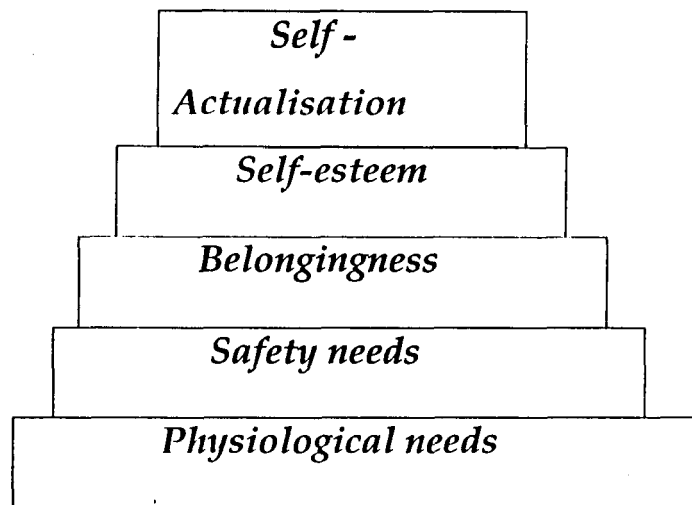 Self -
Actualisation
Self-esteem
Belongingness
Safety needs
Physiological needs